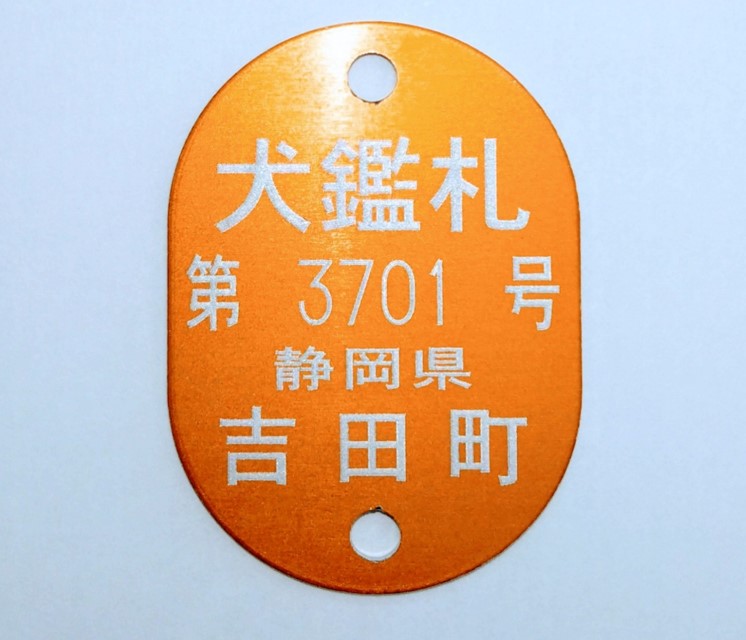 犬鑑札
第 3701 号
静岡県
吉田町